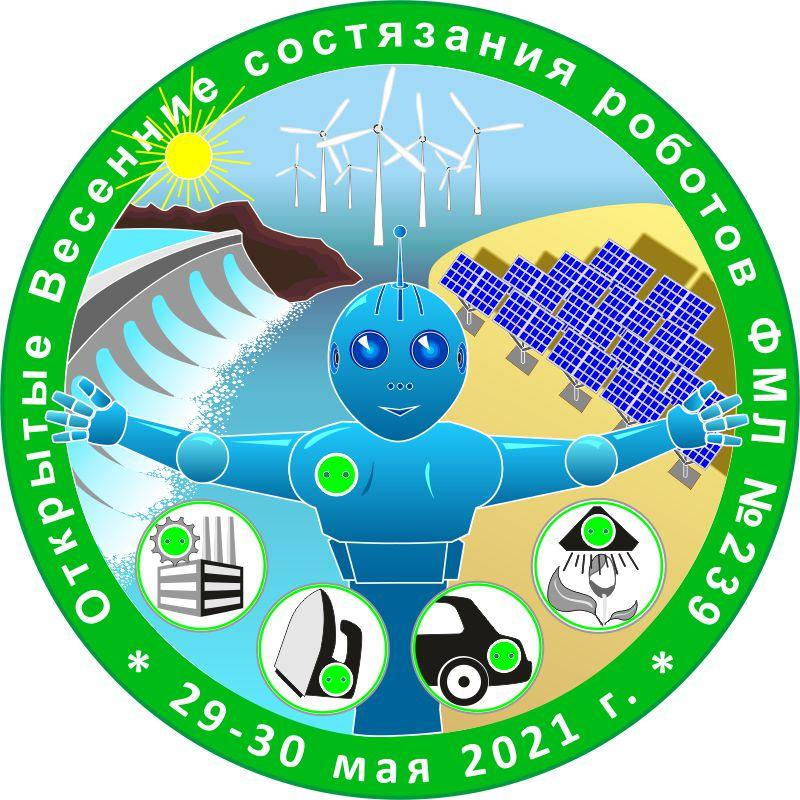 Открытые Весенние состязания роботов ФМЛ №239
* 29-30 мая 2021 г. *